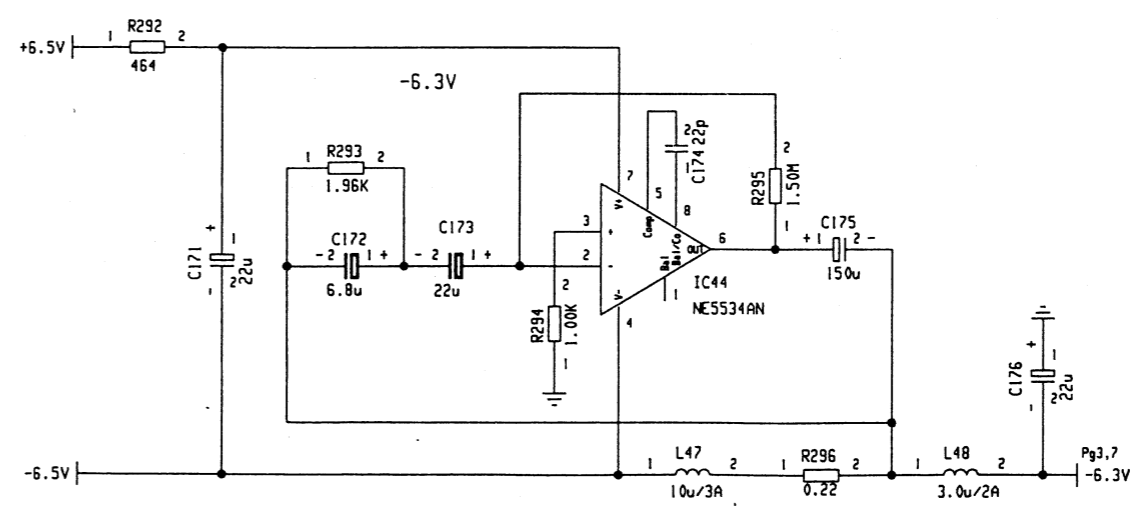 R292
+6.5V 1 2
464
-6.3V
2
C174 22p
1
R293
1 2
1.96K
7
5
8
2
R295
1.50M
1
C171
+
1
22u
2
-
C172
- 2 1 +
6.8u
C173
- 2 1 +
22u
3
+
2
-
V+
Comp
Bal/Co
OUT
Bal
V-
6
1
4
IC44
NE5534AN
C175
+ 1 2 -
150u
2
R294
1.00K
1
+
1
C176
22u
2
-
-6.5V
L47
1 2
10u/3A
R296
1 2
0.22
L48
1 2
3.0u/2A
Pg3,7
-6.3V